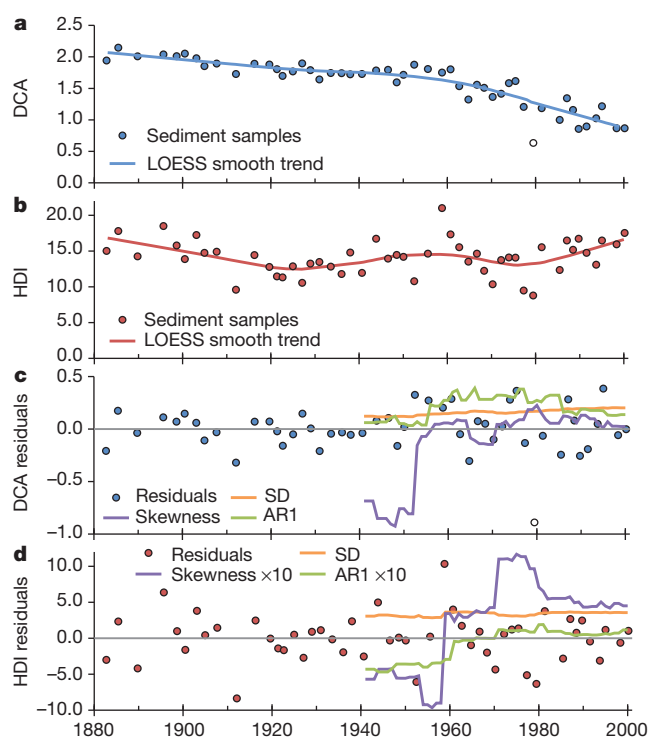 a
2.5
2.0
1.5
1.0
0.5
0.0
DCA
Sediment samples
LOESS smooth trend
b
20.0
15.0
10.0
5.0
0.0
HDI
Sediment samples
LOESS smooth trend
c
0.5
0.0
−0.5
−1.0
DCA residuals
Residuals SD
Skewness AR1
d
10.0
5.0
0.0
−5.0
−10.0
HDI residuals
Residuals SD
Skewness ×10 AR1 ×10
1880 1900 1920 1940 1960 1980 2000